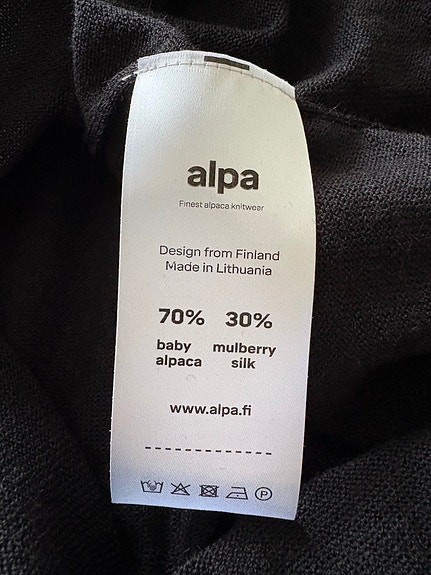 alpa
Finest alpaca knitwear
Design from Finland
Made in Lithuania
70% 30%
baby mulberry
alpaca silk
www.alpa.fi
P